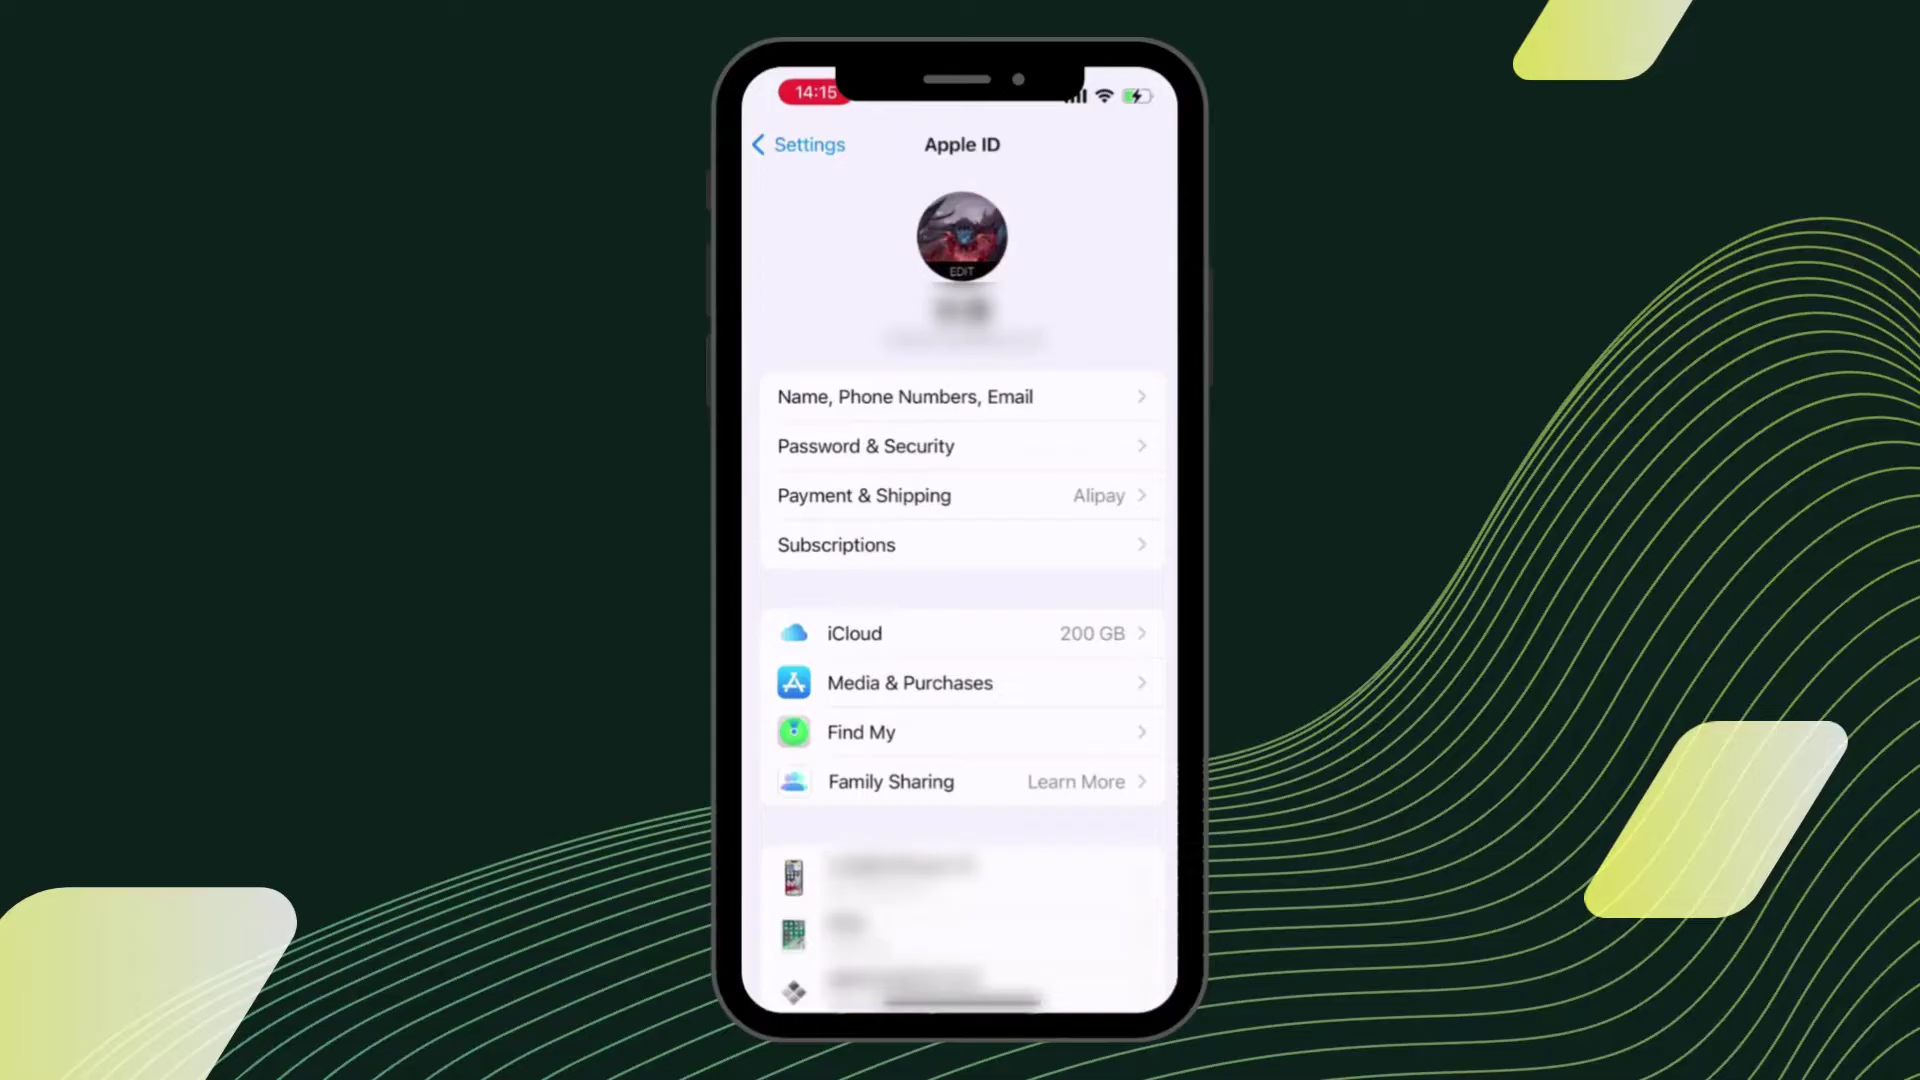 14:15
Settings
Apple ID
EDIT
Name, Phone Numbers, Email
Password & Security
Payment & Shipping
Alipay
Subscriptions
iCloud
200 GB
Media & Purchases
Find My
Family Sharing
Learn More